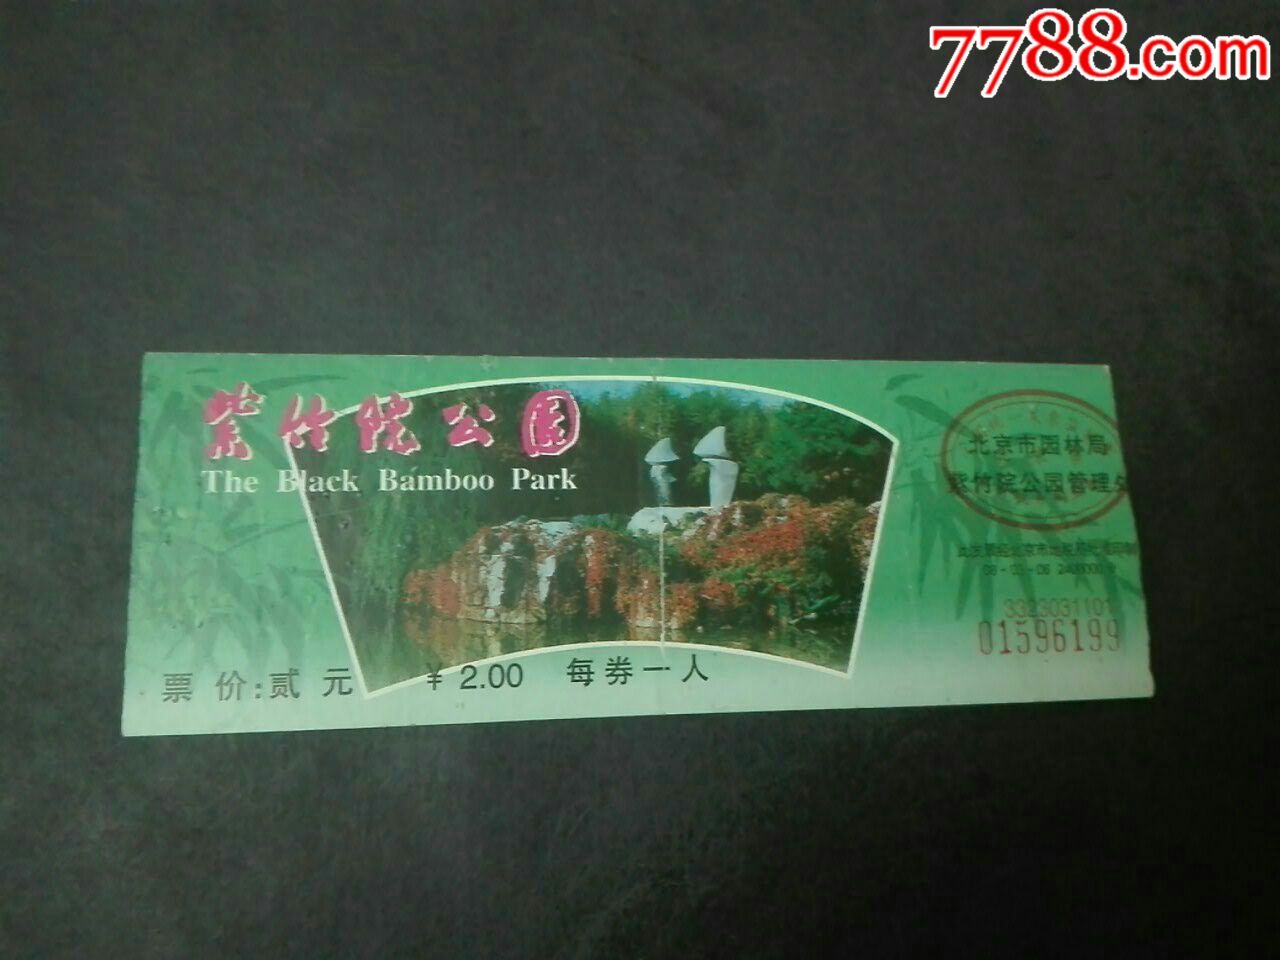 7788.com
紫竹院公园
The Black Bamboo Park
北京市园林局
紫竹院公园管理处
3323031101
01596199
票价:贰元 ¥ 2.00 每券一人